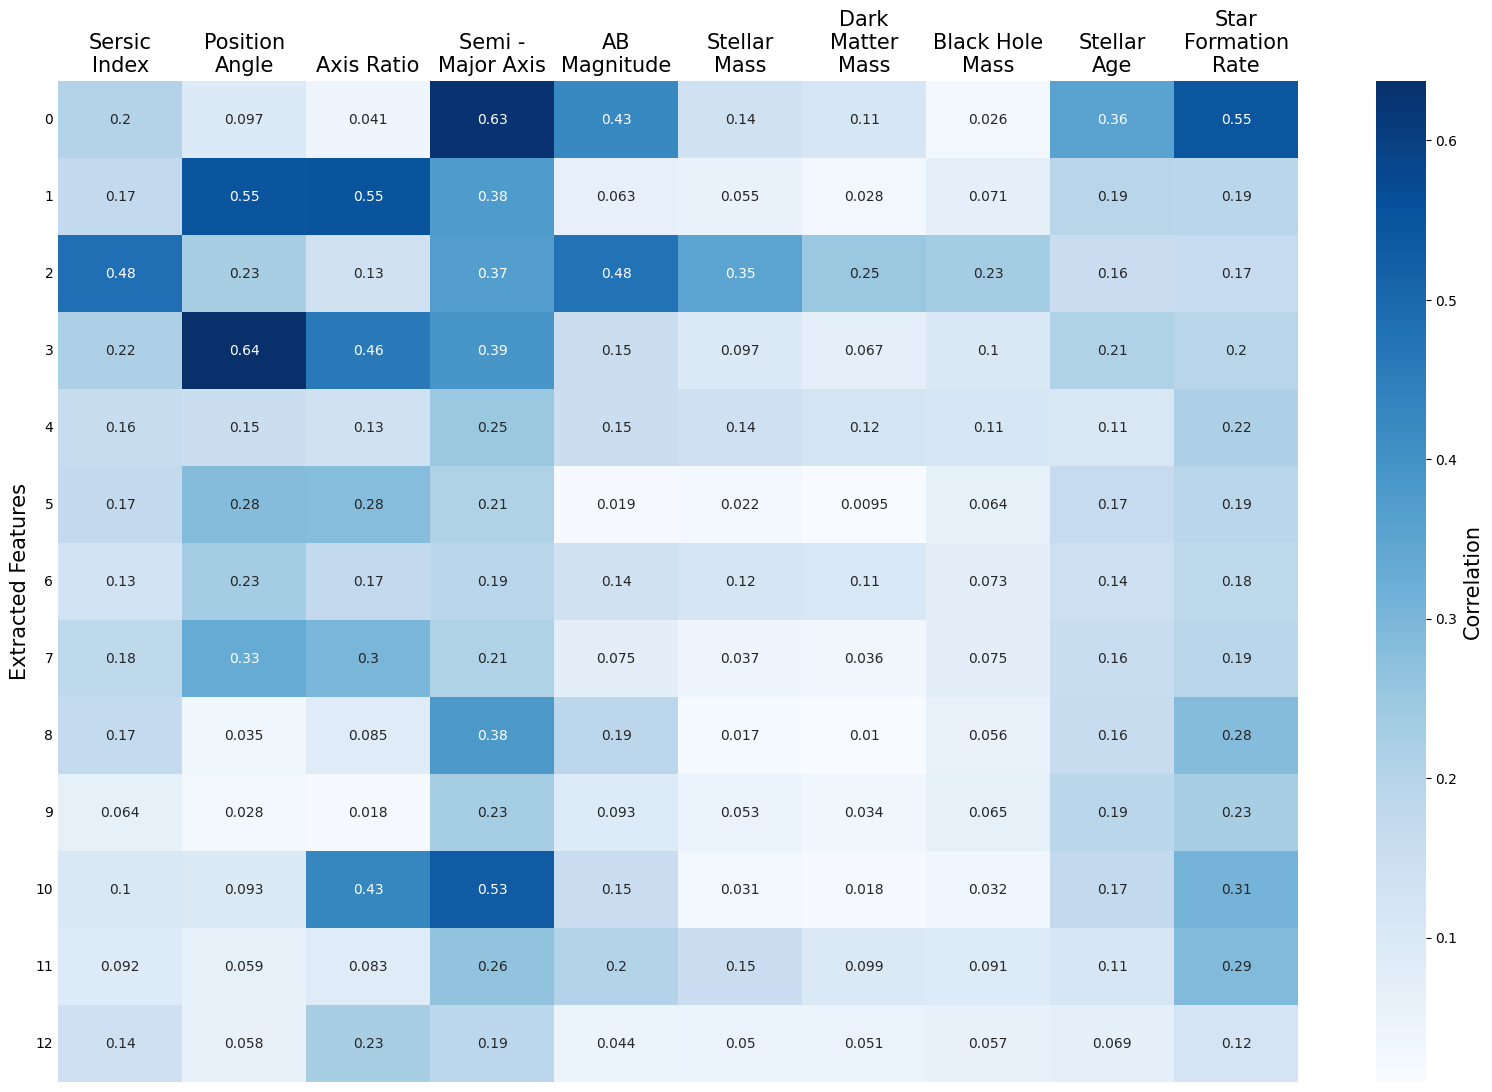 Sersic
Index
Position
Angle
Axis Ratio
Semi -
Major Axis
AB
Magnitude
Stellar
Mass
Dark
Matter
Mass
Black Hole
Mass
Stellar
Age
Star
Formation
Rate
Extracted Features
0 0.2 0.097 0.041 0.63 0.43 0.14 0.11 0.026 0.36 0.55
1 0.17 0.55 0.55 0.38 0.063 0.055 0.028 0.071 0.19 0.19
2 0.48 0.23 0.13 0.37 0.48 0.35 0.25 0.23 0.16 0.17
3 0.22 0.64 0.46 0.39 0.15 0.097 0.067 0.1 0.21 0.2
4 0.16 0.15 0.13 0.25 0.15 0.14 0.12 0.11 0.11 0.22
5 0.17 0.28 0.28 0.21 0.019 0.022 0.0095 0.064 0.17 0.19
6 0.13 0.23 0.17 0.19 0.14 0.12 0.11 0.073 0.14 0.18
7 0.18 0.33 0.3 0.21 0.075 0.037 0.036 0.075 0.16 0.19
8 0.17 0.035 0.085 0.38 0.19 0.017 0.01 0.056 0.16 0.28
9 0.064 0.028 0.018 0.23 0.093 0.053 0.034 0.065 0.19 0.23
10 0.1 0.093 0.43 0.53 0.15 0.031 0.018 0.032 0.17 0.31
11 0.092 0.059 0.083 0.26 0.2 0.15 0.099 0.091 0.11 0.29
12 0.14 0.058 0.23 0.19 0.044 0.05 0.051 0.057 0.069 0.12
0.6
0.5
0.4
0.3
0.2
0.1
Correlation